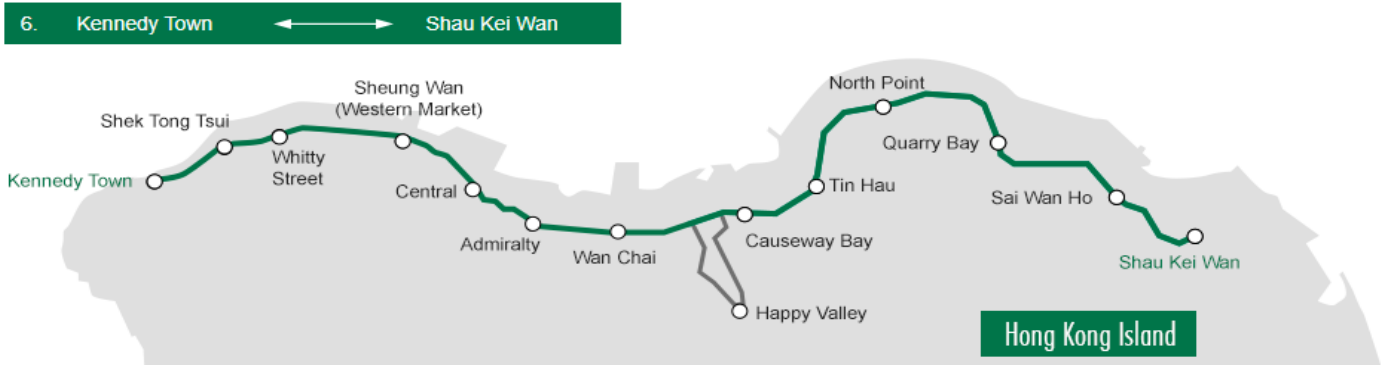 6. Kennedy Town Shau Kei Wan
Sheung Wan
(Western Market)
North Point
Shek Tong Tsui
Quarry Bay
Whitty
Street
Kennedy Town
Central
Tin Hau
Sai Wan Ho
Admiralty
Wan Chai
Causeway Bay
Shau Kei Wan
Happy Valley
Hong Kong Island